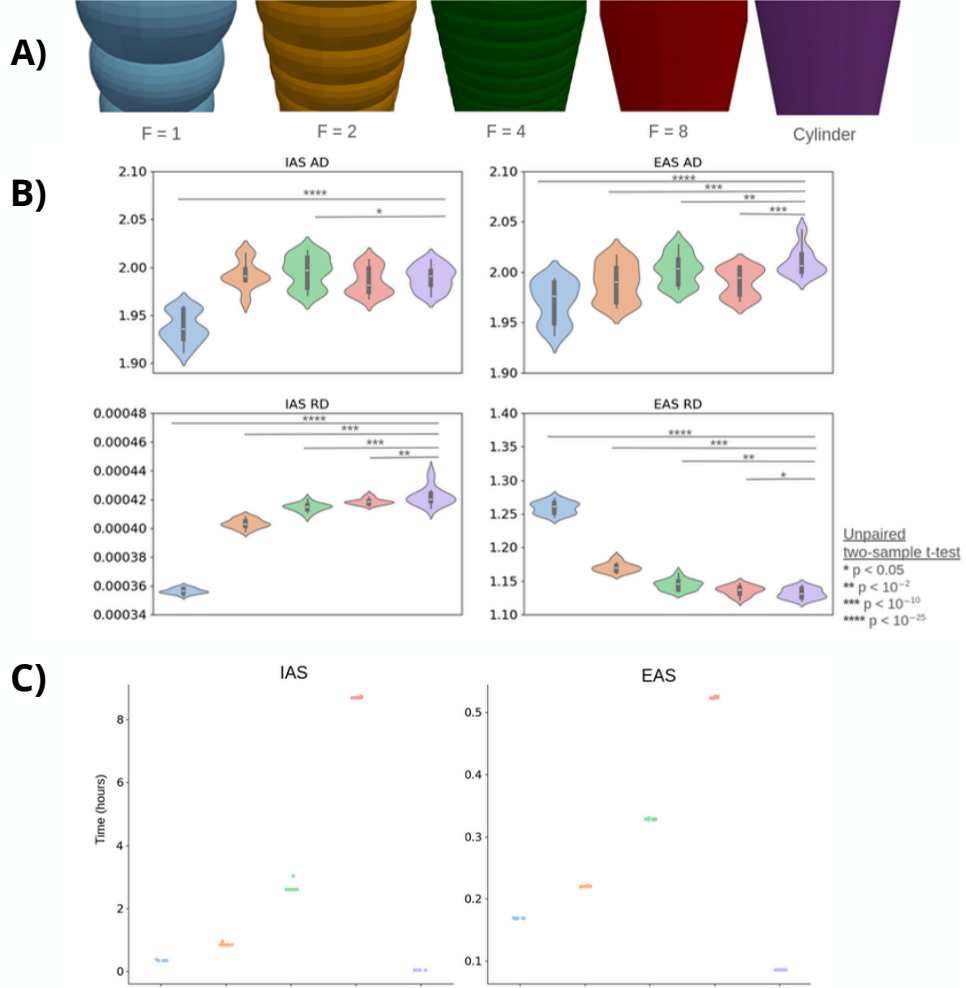 A)
F = 1
F = 2
F = 4
F = 8
Cylinder
B)
IAS AD
2.10
2.05
2.00
1.95
1.90
****
*
EAS AD
2.10
2.05
2.00
1.95
1.90
****
***
**
***
IAS RD
0.00048
0.00046
0.00044
0.00042
0.00040
0.00038
0.00036
0.00034
****
***
***
**
EAS RD
1.40
1.35
1.30
1.25
1.20
1.15
1.10
****
***
**
*
Unpaired
two-sample t-test
* p < 0.05
** p < 10⁻²
*** p < 10⁻¹⁰
**** p < 10⁻²⁵
C)
IAS
Time (hours)
8
6
4
2
0
EAS
0.5
0.4
0.3
0.2
0.1